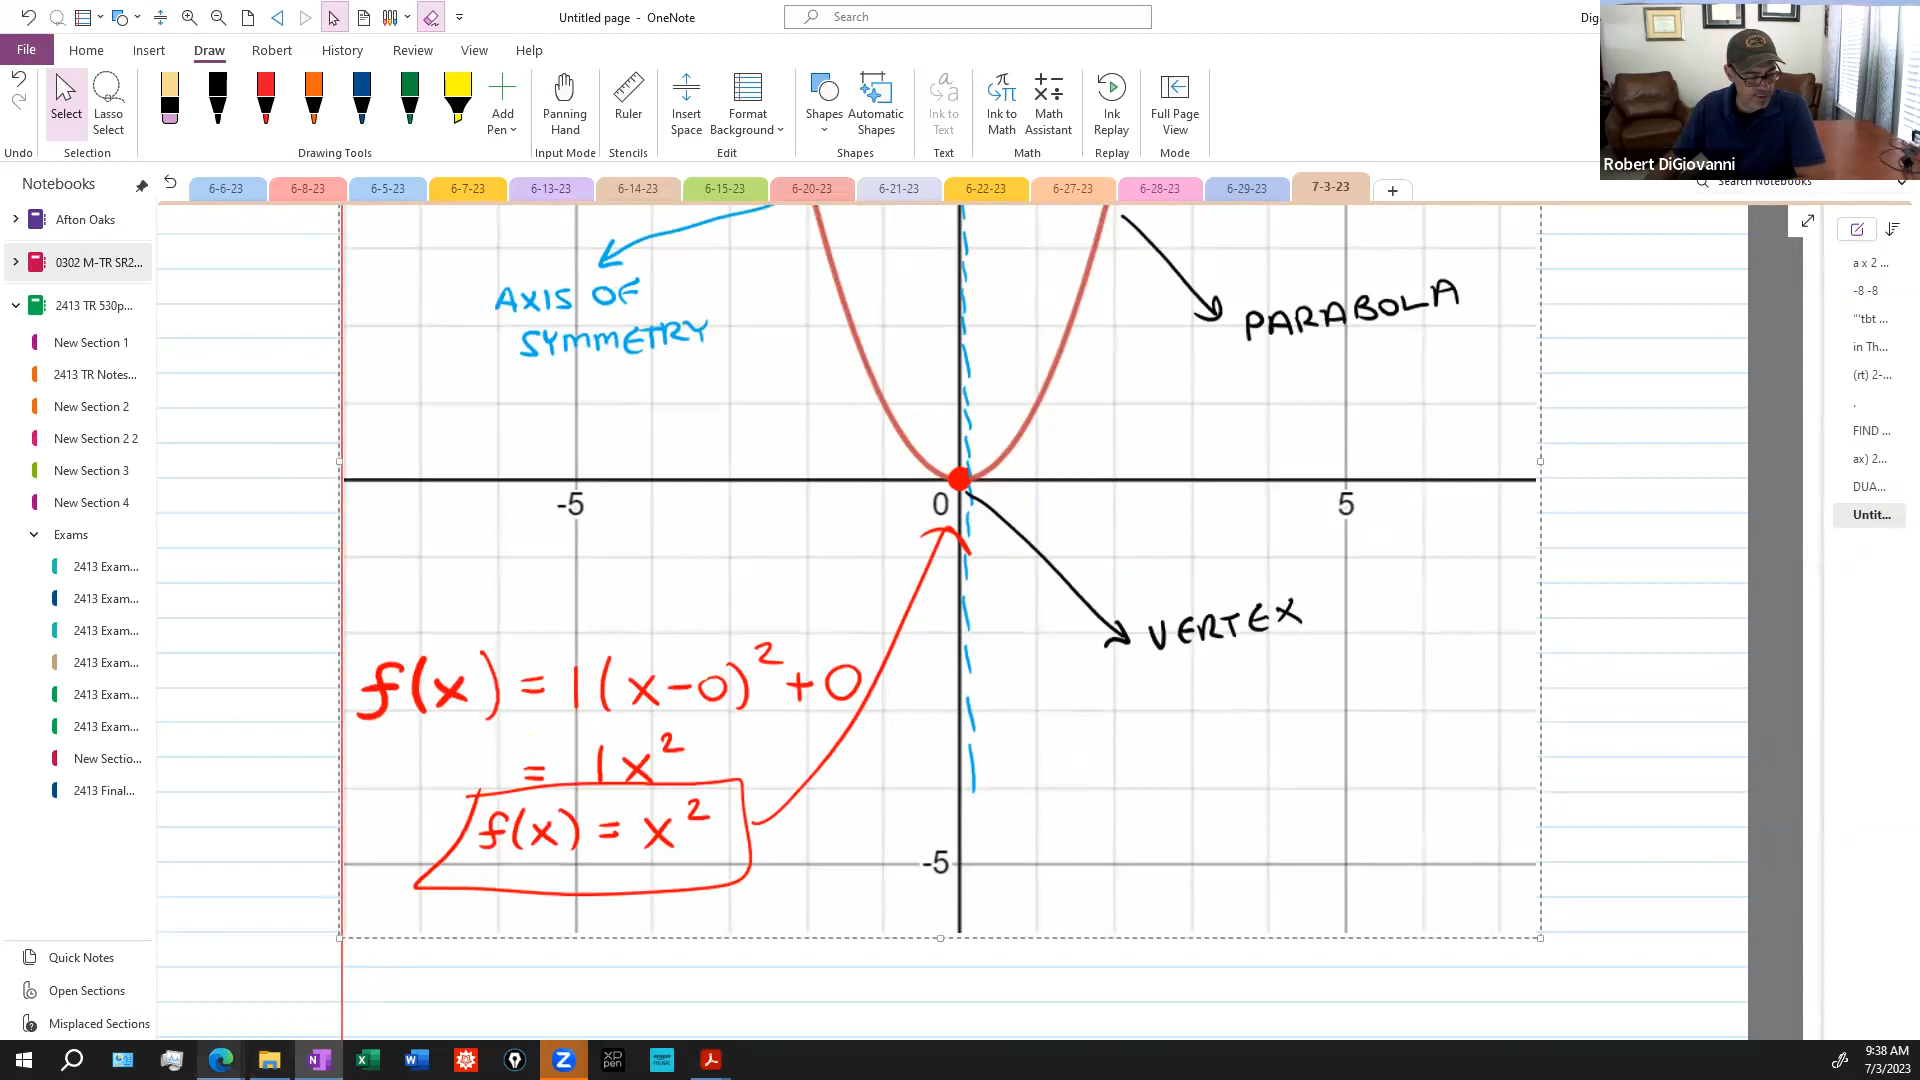 Untitled page - OneNote
Search
Dig
File
Home
Insert
Draw
Robert
History
Review
View
Help
Select
Lasso Select
Add Pen
Panning Hand
Ruler
Insert Space
Format Background
Shapes
Automatic Shapes
Ink to Text
Ink to Math
Math Assistant
Ink Replay
Full Page View
Undo
Selection
Drawing Tools
Input Mode
Stencils
Edit
Shapes
Text
Math
Replay
Mode
Robert DiGiovanni
Notebooks
6-6-23
6-8-23
6-5-23
6-7-23
6-13-23
6-14-23
6-15-23
6-20-23
6-21-23
6-22-23
6-27-23
6-28-23
6-29-23
7-3-23
Search Notebooks
Afton Oaks
0302 M-TR SR2...
2413 TR 530p...
New Section 1
2413 TR Notes...
New Section 2
New Section 2 2
New Section 3
New Section 4
Exams
2413 Exam...
2413 Exam...
2413 Exam...
2413 Exam...
2413 Exam...
2413 Exam...
New Sectio...
2413 Final...
Quick Notes
Open Sections
Misplaced Sections
AXIS OF
SYMMETRY
PARABOLA
-5
0
5
VERTEX
f(x) = 1(x-0)² + 0
= 1x²
f(x) = x²
-5
a x 2 ...
-8 -8
"'tbt ...
in Th...
(rt) 2-...
.
FIND ...
ax) 2...
DUA...
Untit...
XP
pen
amazon
music
9:38 AM
7/3/2023